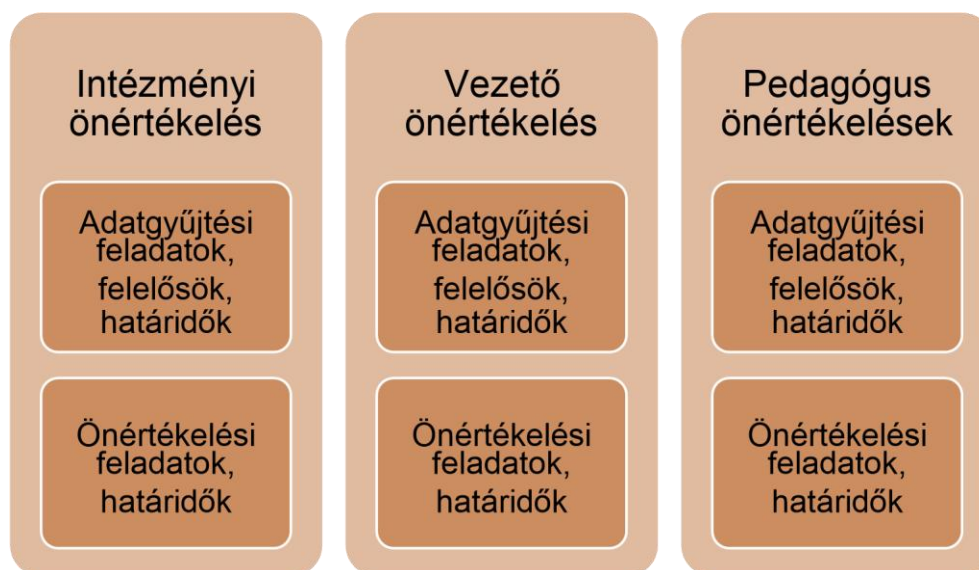 Intézményi
önértékelés
Adatgyűjtési
feladatok,
felelősök,
határidők
Önértékelési
feladatok,
határidők
Vezető
önértékelés
Adatgyűjtési
feladatok,
felelősök,
határidők
Önértékelési
feladatok,
határidők
Pedagógus
önértékelések
Adatgyűjtési
feladatok,
felelősök,
határidők
Önértékelési
feladatok,
határidők